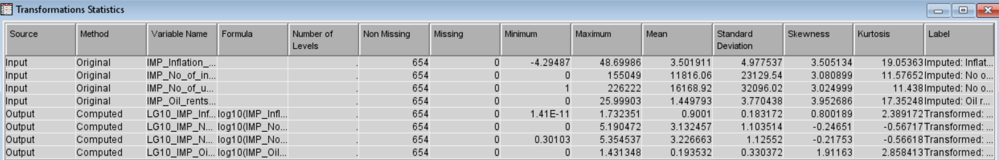 Transformations Statistics
Source Method Variable Name Formula Number of Levels Non Missing Missing Minimum Maximum Mean Standard Deviation Skewness Kurtosis Label
Input Original IMP_Inflation_... . 654 0 -4.29487 48.69986 3.501911 4.977537 3.505134 19.05363 Imputed: Inflat...
Input Original IMP_No_of_in... . 654 0 0 155049 11816.06 23129.54 3.080899 11.57652 Imputed: No o...
Input Original IMP_No_of_u... . 654 0 1 226222 16168.92 32096.02 3.024999 11.438 Imputed: No o...
Input Original IMP_Oil_rents... . 654 0 0 25.99903 1.449793 3.770438 3.952686 17.35248 Imputed: Oil r...
Output Computed LG10_IMP_Inf... log10(IMP_Infl... . 654 0 1.41E-11 1.732351 0.9001 0.183172 0.800189 2.389172 Transformed: ...
Output Computed LG10_IMP_N... log10(IMP_No... . 654 0 0 5.190472 3.132457 1.103514 -0.24651 -0.56717 Transformed: ...
Output Computed LG10_IMP_N... log10(IMP_No... . 654 0 0.30103 5.354537 3.226663 1.12552 -0.21753 -0.56618 Transformed: ...
Output Computed LG10_IMP_Oi... log10(IMP_Oil... . 654 0 0 1.431348 0.193532 0.330372 1.91163 2.858413 Transformed: ...